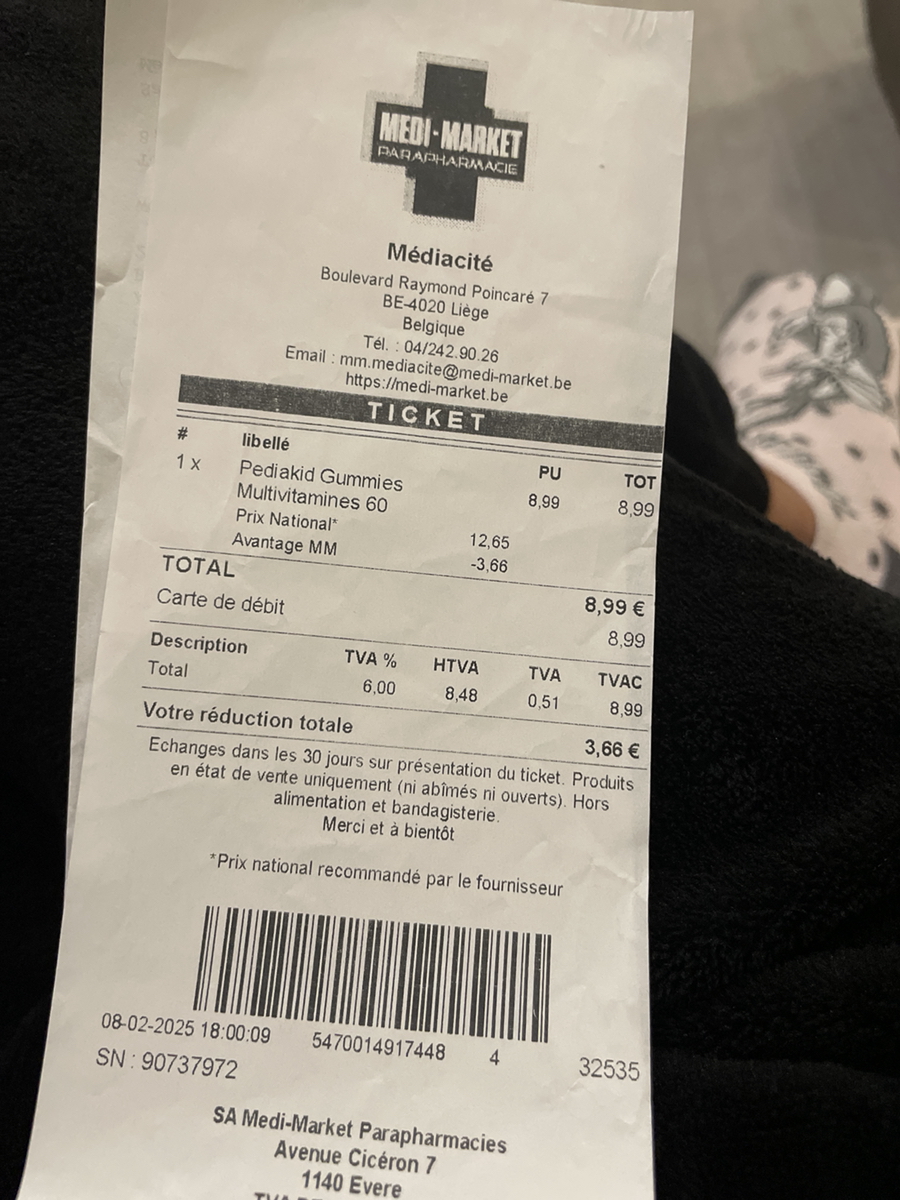 MEDI-MARKET
PARAPHARMACIE
Médiacité
Boulevard Raymond Poincaré 7
BE-4020 Liège
Belgique
Tél. : 04/242.90.26
Email : mm.mediacite@medi-market.be
https://medi-market.be
TICKET
# libellé PU TOT
1 x Pediakid Gummies 8,99 8,99
Multivitamines 60
Prix National* 12,65
Avantage MM -3,66
TOTAL 8,99 €
Carte de débit 8,99
Description TVA % HTVA TVA TVAC
Total 6,00 8,48 0,51 8,99
Votre réduction totale 3,66 €
Echanges dans les 30 jours sur présentation du ticket. Produits
en état de vente uniquement (ni abîmés ni ouverts). Hors
alimentation et bandagisterie.
Merci et à bientôt
*Prix national recommandé par le fournisseur
08-02-2025 18:00:09 5470014917448 4 32535
SN : 90737972
SA Medi-Market Parapharmacies
Avenue Cicéron 7
1140 Evere